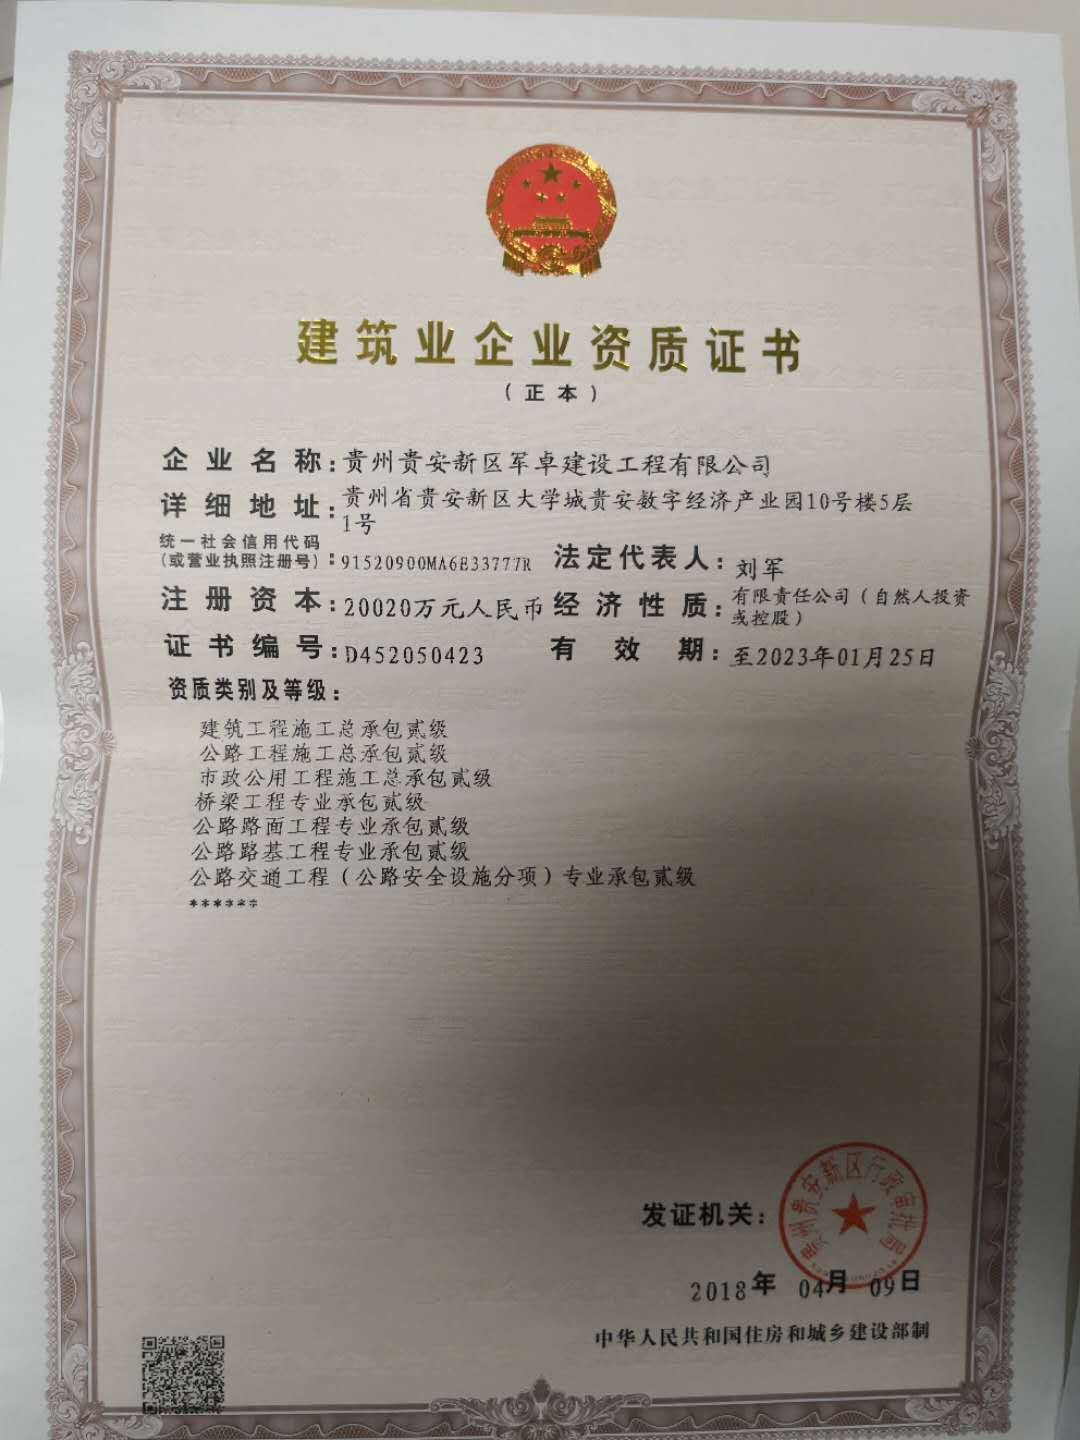 建筑业企业资质证书
（正本）
企业名称：贵州贵安新区军卓建设工程有限公司
详细地址：贵州省贵安新区大学城贵安数字经济产业园10号楼5层
1号
统一社会信用代码
（或营业执照注册号）：91520900MA6E33777R 法定代表人：刘军
注册资本：20020万元人民币 经济性质：有限责任公司（自然人投资
或控股）
证书编号：D452050423 有效期：至2023年01月25日
资质类别及等级：
建筑工程施工总承包贰级
公路工程施工总承包贰级
市政公用工程施工总承包贰级
桥梁工程专业承包贰级
公路路面工程专业承包贰级
公路路基工程专业承包贰级
公路交通工程（公路安全设施分项）专业承包贰级
******
贵州贵安新区行政审批局
发证机关：
2018年 04月 09日
中华人民共和国住房和城乡建设部制